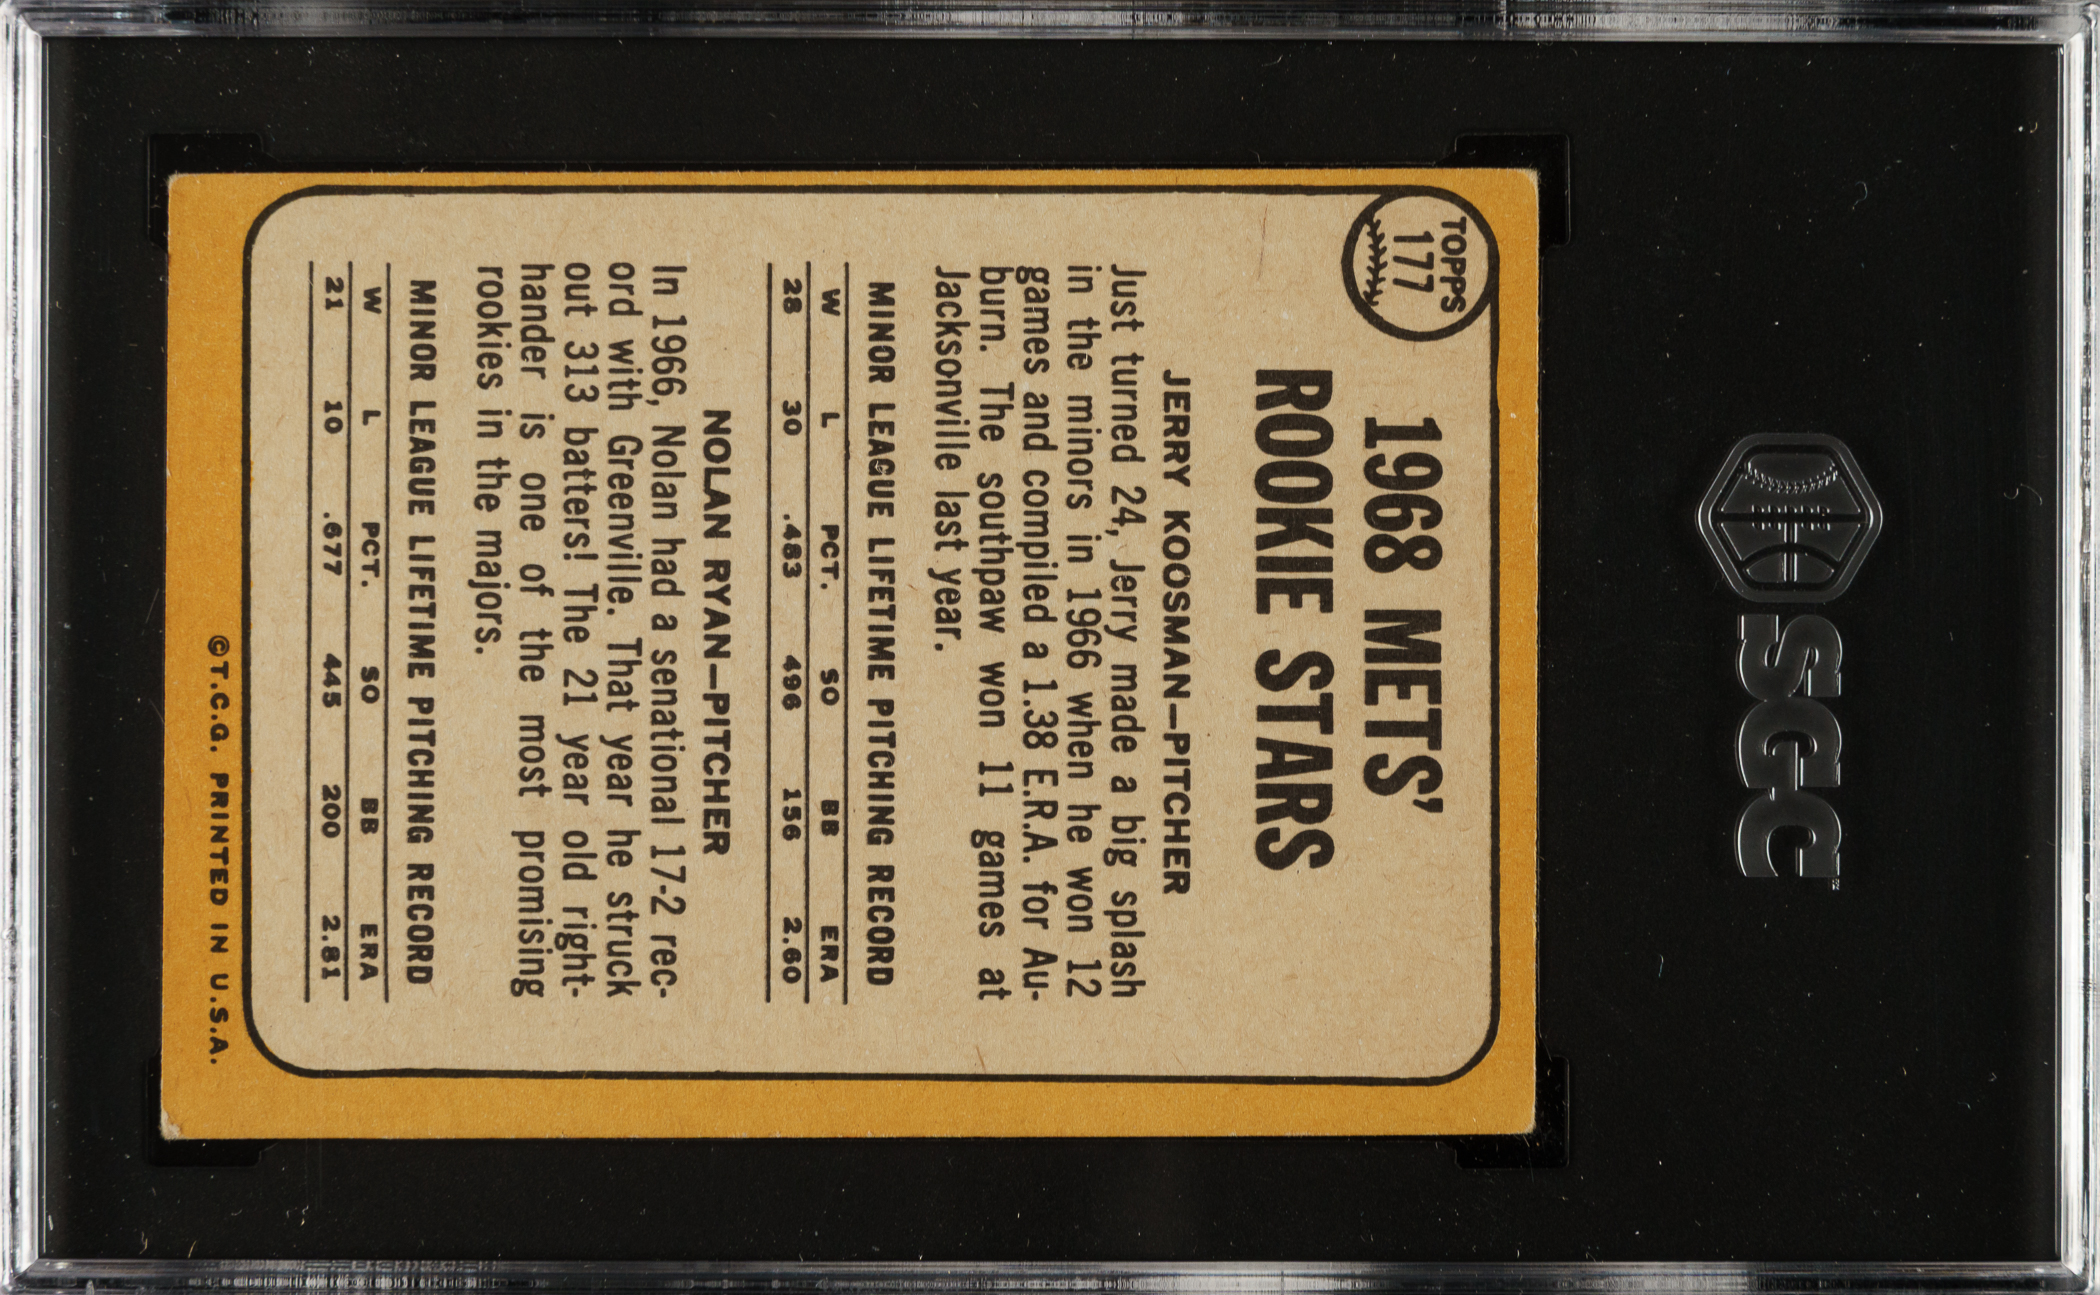 SGC™
TOPPS
177
1968 METS'
ROOKIE STARS
JERRY KOOSMAN—PITCHER
Just turned 24, Jerry made a big splash
in the minors in 1966 when he won 12
games and compiled a 1.38 E.R.A. for Au-
burn. The southpaw won 11 games at
Jacksonville last year.
MINOR LEAGUE LIFETIME PITCHING RECORD
W L PCT. SO BB ERA
28 30 .483 496 156 2.60
NOLAN RYAN—PITCHER
In 1966, Nolan had a senational 17-2 rec-
ord with Greenville. That year he struck
out 313 batters! The 21 year old right-
hander is one of the most promising
rookies in the majors.
MINOR LEAGUE LIFETIME PITCHING RECORD
W L PCT. SO BB ERA
21 10 .677 445 200 2.81
©T.C.G. PRINTED IN U.S.A.